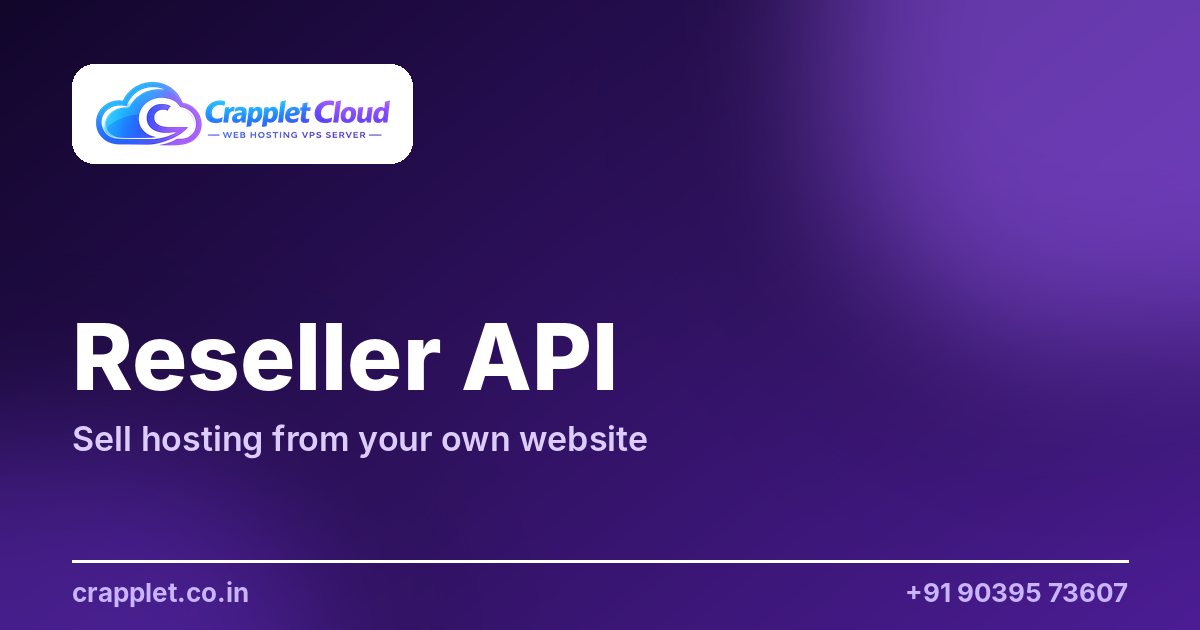 Crapplet Cloud
WEB HOSTING VPS SERVER
Reseller API
Sell hosting from your own website
crapplet.co.in
+91 90395 73607